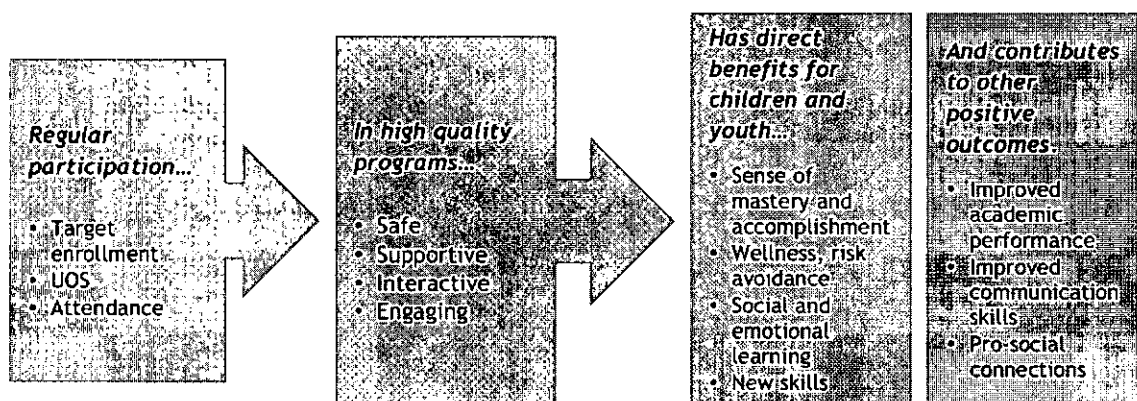 Regular
participation...
• Target
enrollment
• UOS
• Attendance
In high quality
programs...
• Safe
• Supportive
• Interactive
• Engaging
Has direct
benefits for
children and
youth...
• Sense of
mastery and
accomplishment
• Wellness, risk
avoidance
• Social and
emotional
learning
• New skills
And contributes
to other
positive
outcomes:
• Improved
academic
performance
• Improved
communication
skills
• Pro-social
connections